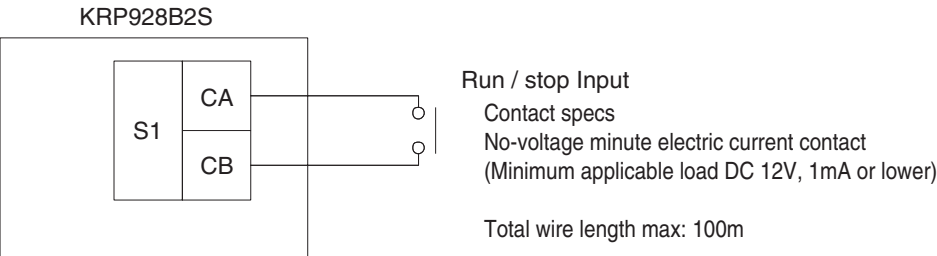 KRP928B2S
S1
CA
CB
Run / stop Input
Contact specs
No-voltage minute electric current contact
(Minimum applicable load DC 12V, 1mA or lower)
Total wire length max: 100m